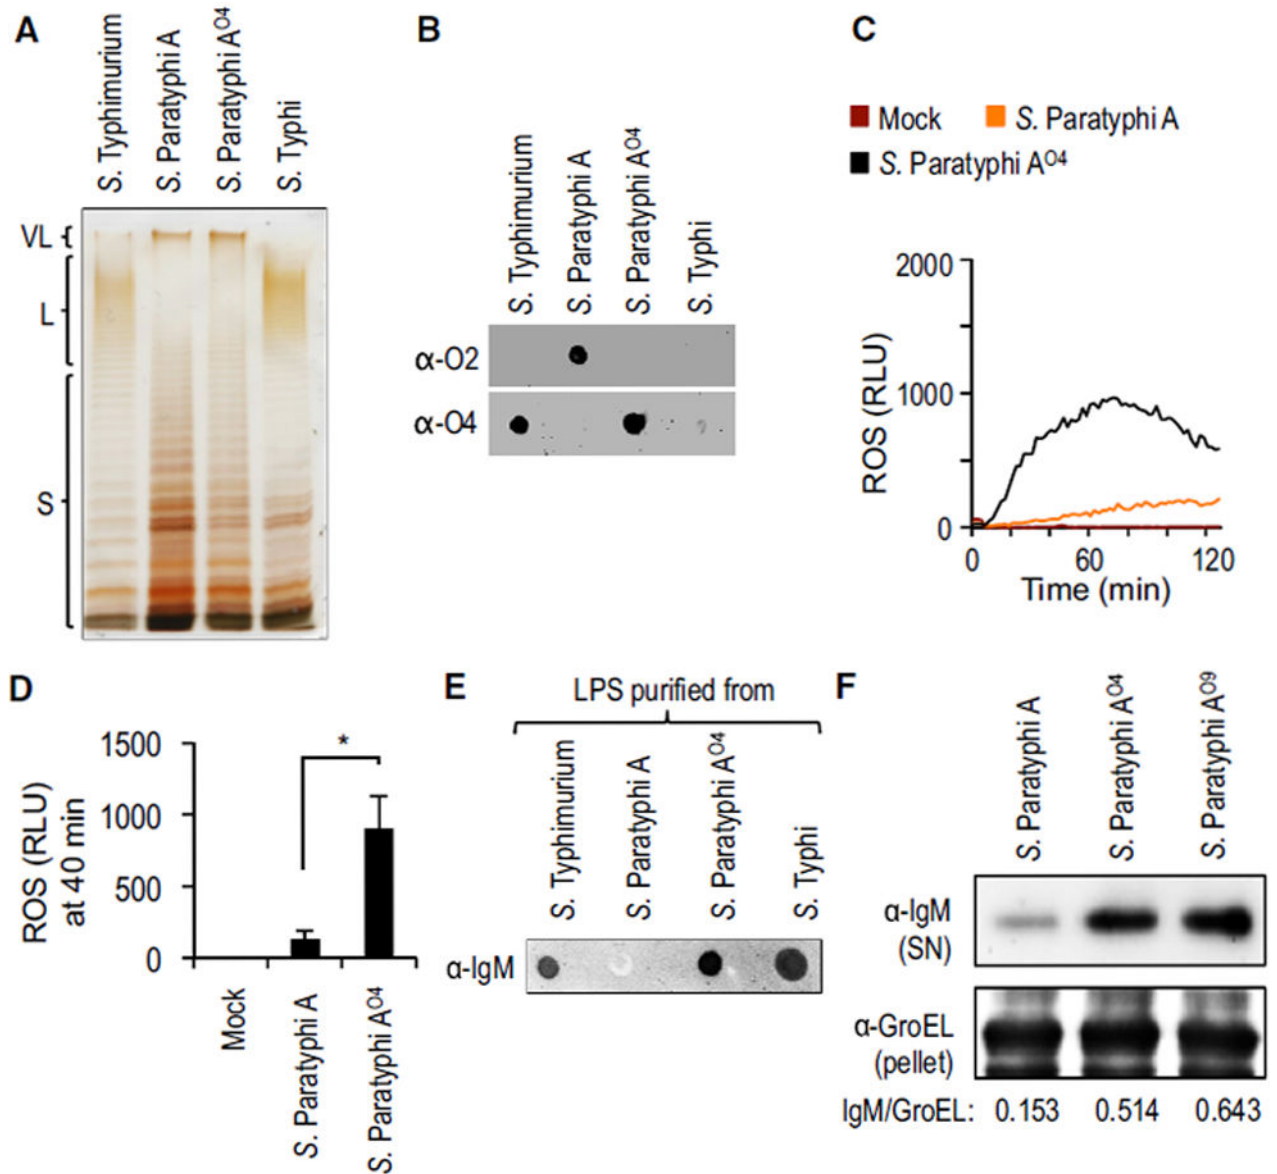 A
S. Typhimurium
S. Paratyphi A
S. Paratyphi A^O4
S. Typhi
VL
L
S
B
S. Typhimurium
S. Paratyphi A
S. Paratyphi A^O4
S. Typhi
α-O2
α-O4
C
Mock
S. Paratyphi A
S. Paratyphi A^O4
2000
1000
0
ROS (RLU)
0 60 120
Time (min)
D
1500
1000
500
0
ROS (RLU)
at 40 min
*
Mock
S. Paratyphi A
S. Paratyphi A^O4
E
LPS purified from
S. Typhimurium
S. Paratyphi A
S. Paratyphi A^O4
S. Typhi
α-IgM
F
S. Paratyphi A
S. Paratyphi A^O4
S. Paratyphi A^O9
α-IgM
(SN)
α-GroEL
(pellet)
IgM/GroEL: 0.153 0.514 0.643